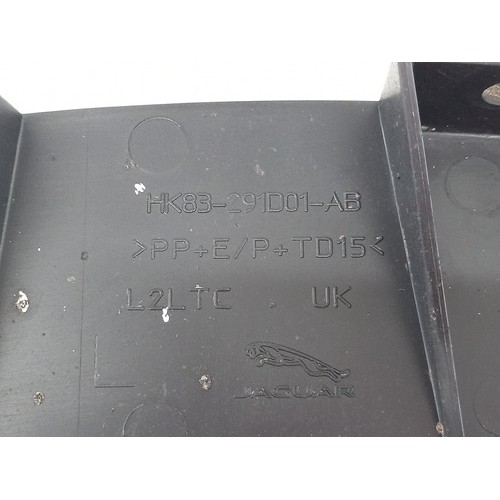 HK83-291D01-AB
>PP+E/P+TD15<
L2LTC UK
JAGUAR